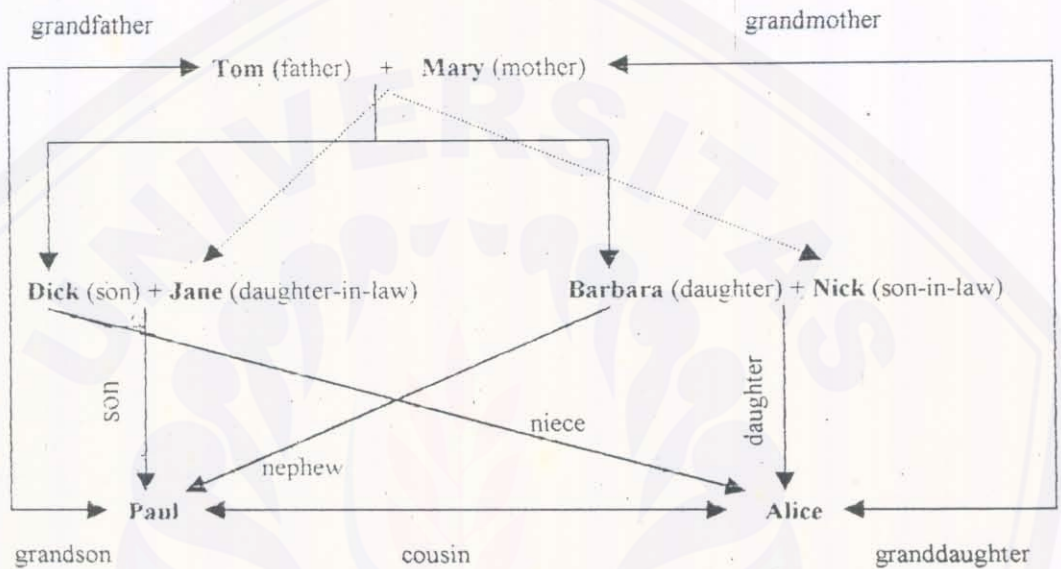 grandfather
grandmother
Tom (father) + Mary (mother)
UNIVERSITAS
Dick (son) + Jane (daughter-in-law)
Barbara (daughter) + Nick (son-in-law)
son
daughter
niece
nephew
Paul
Alice
grandson
cousin
granddaughter